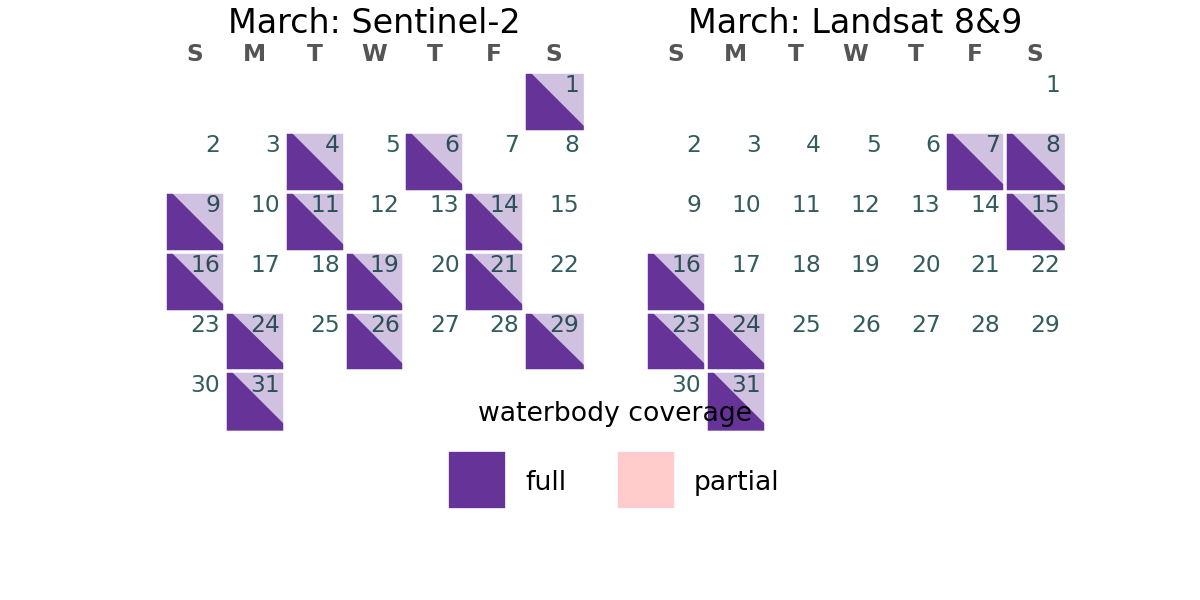 March: Sentinel-2
S M T W T F S
1
2 3 4 5 6 7 8
9 10 11 12 13 14 15
16 17 18 19 20 21 22
23 24 25 26 27 28 29
30 31
March: Landsat 8&9
S M T W T F S
1
2 3 4 5 6 7 8
9 10 11 12 13 14 15
16 17 18 19 20 21 22
23 24 25 26 27 28 29
30 31
waterbody coverage
full
partial